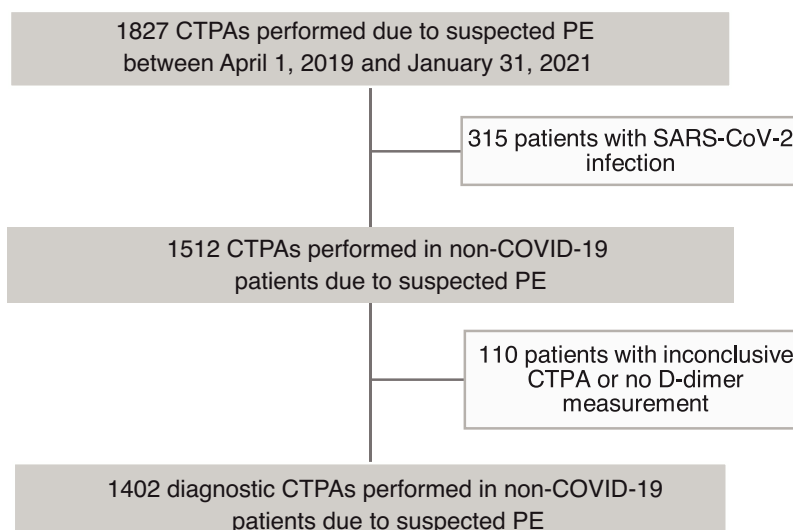 1827 CTPAs performed due to suspected PE
between April 1, 2019 and January 31, 2021
315 patients with SARS-CoV-2
infection
1512 CTPAs performed in non-COVID-19
patients due to suspected PE
110 patients with inconclusive
CTPA or no D-dimer
measurement
1402 diagnostic CTPAs performed in non-COVID-19
patients due to suspected PE